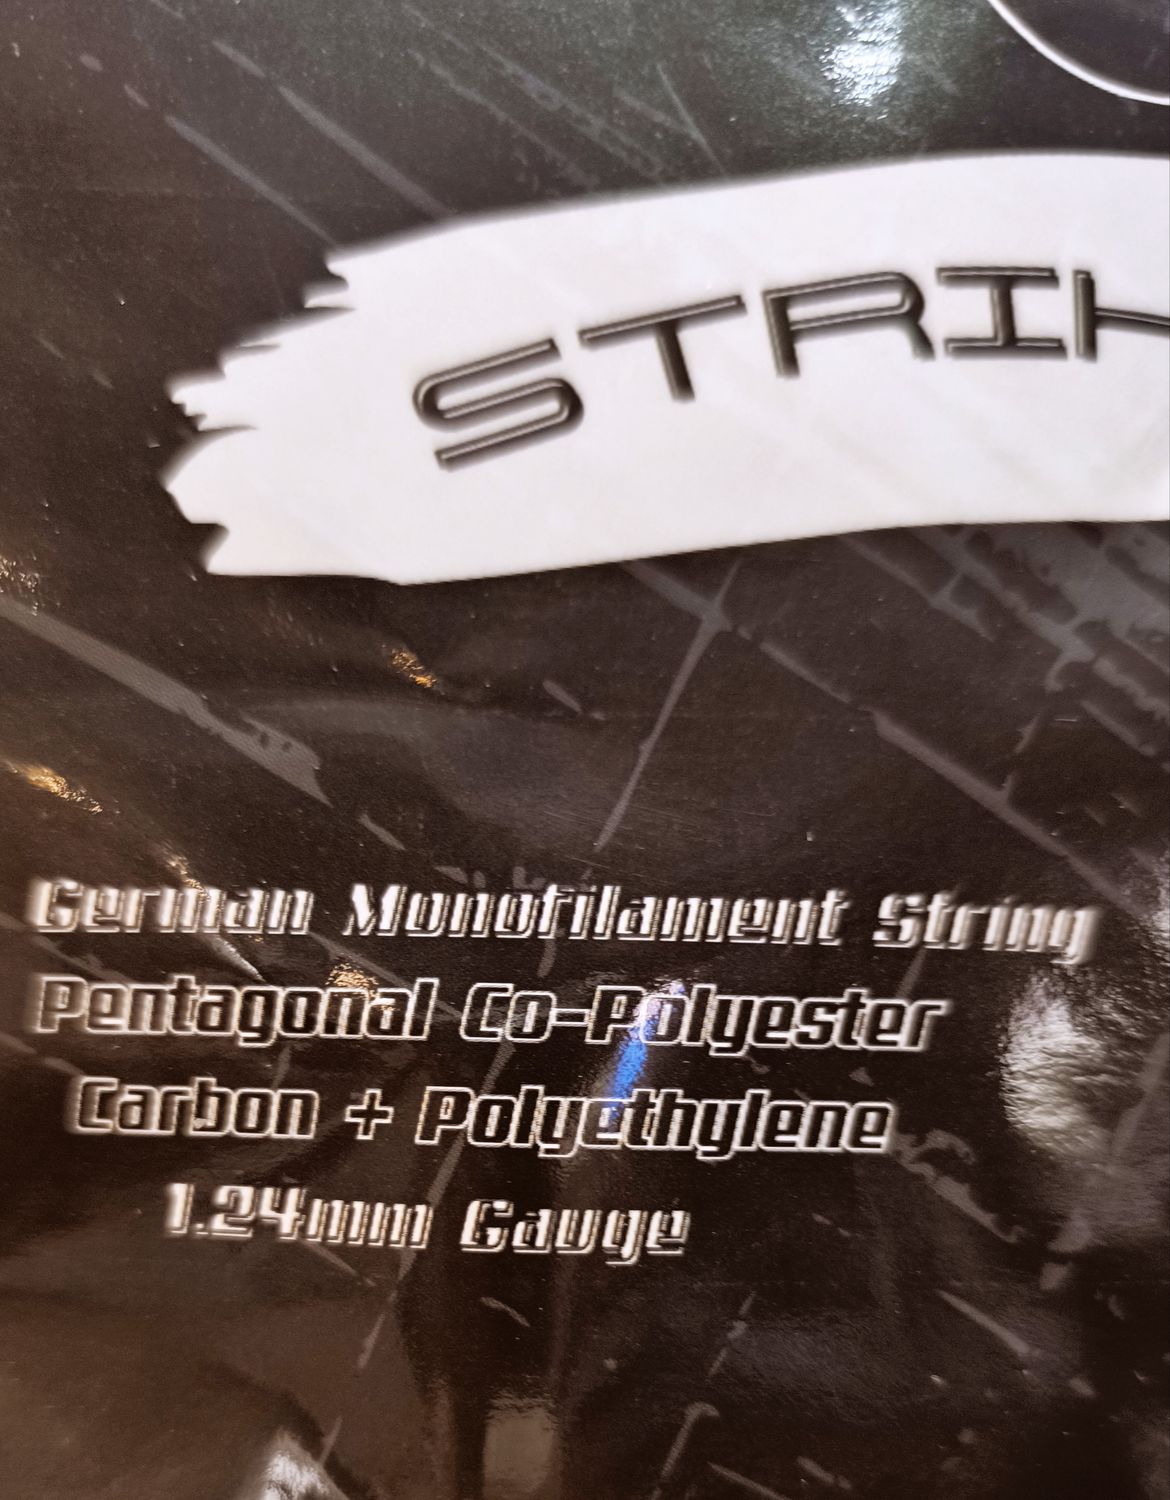 STRIK
German Monofilament String
Pentagonal Co-Polyester
Carbon + Polyethylene
1.24mm Gauge